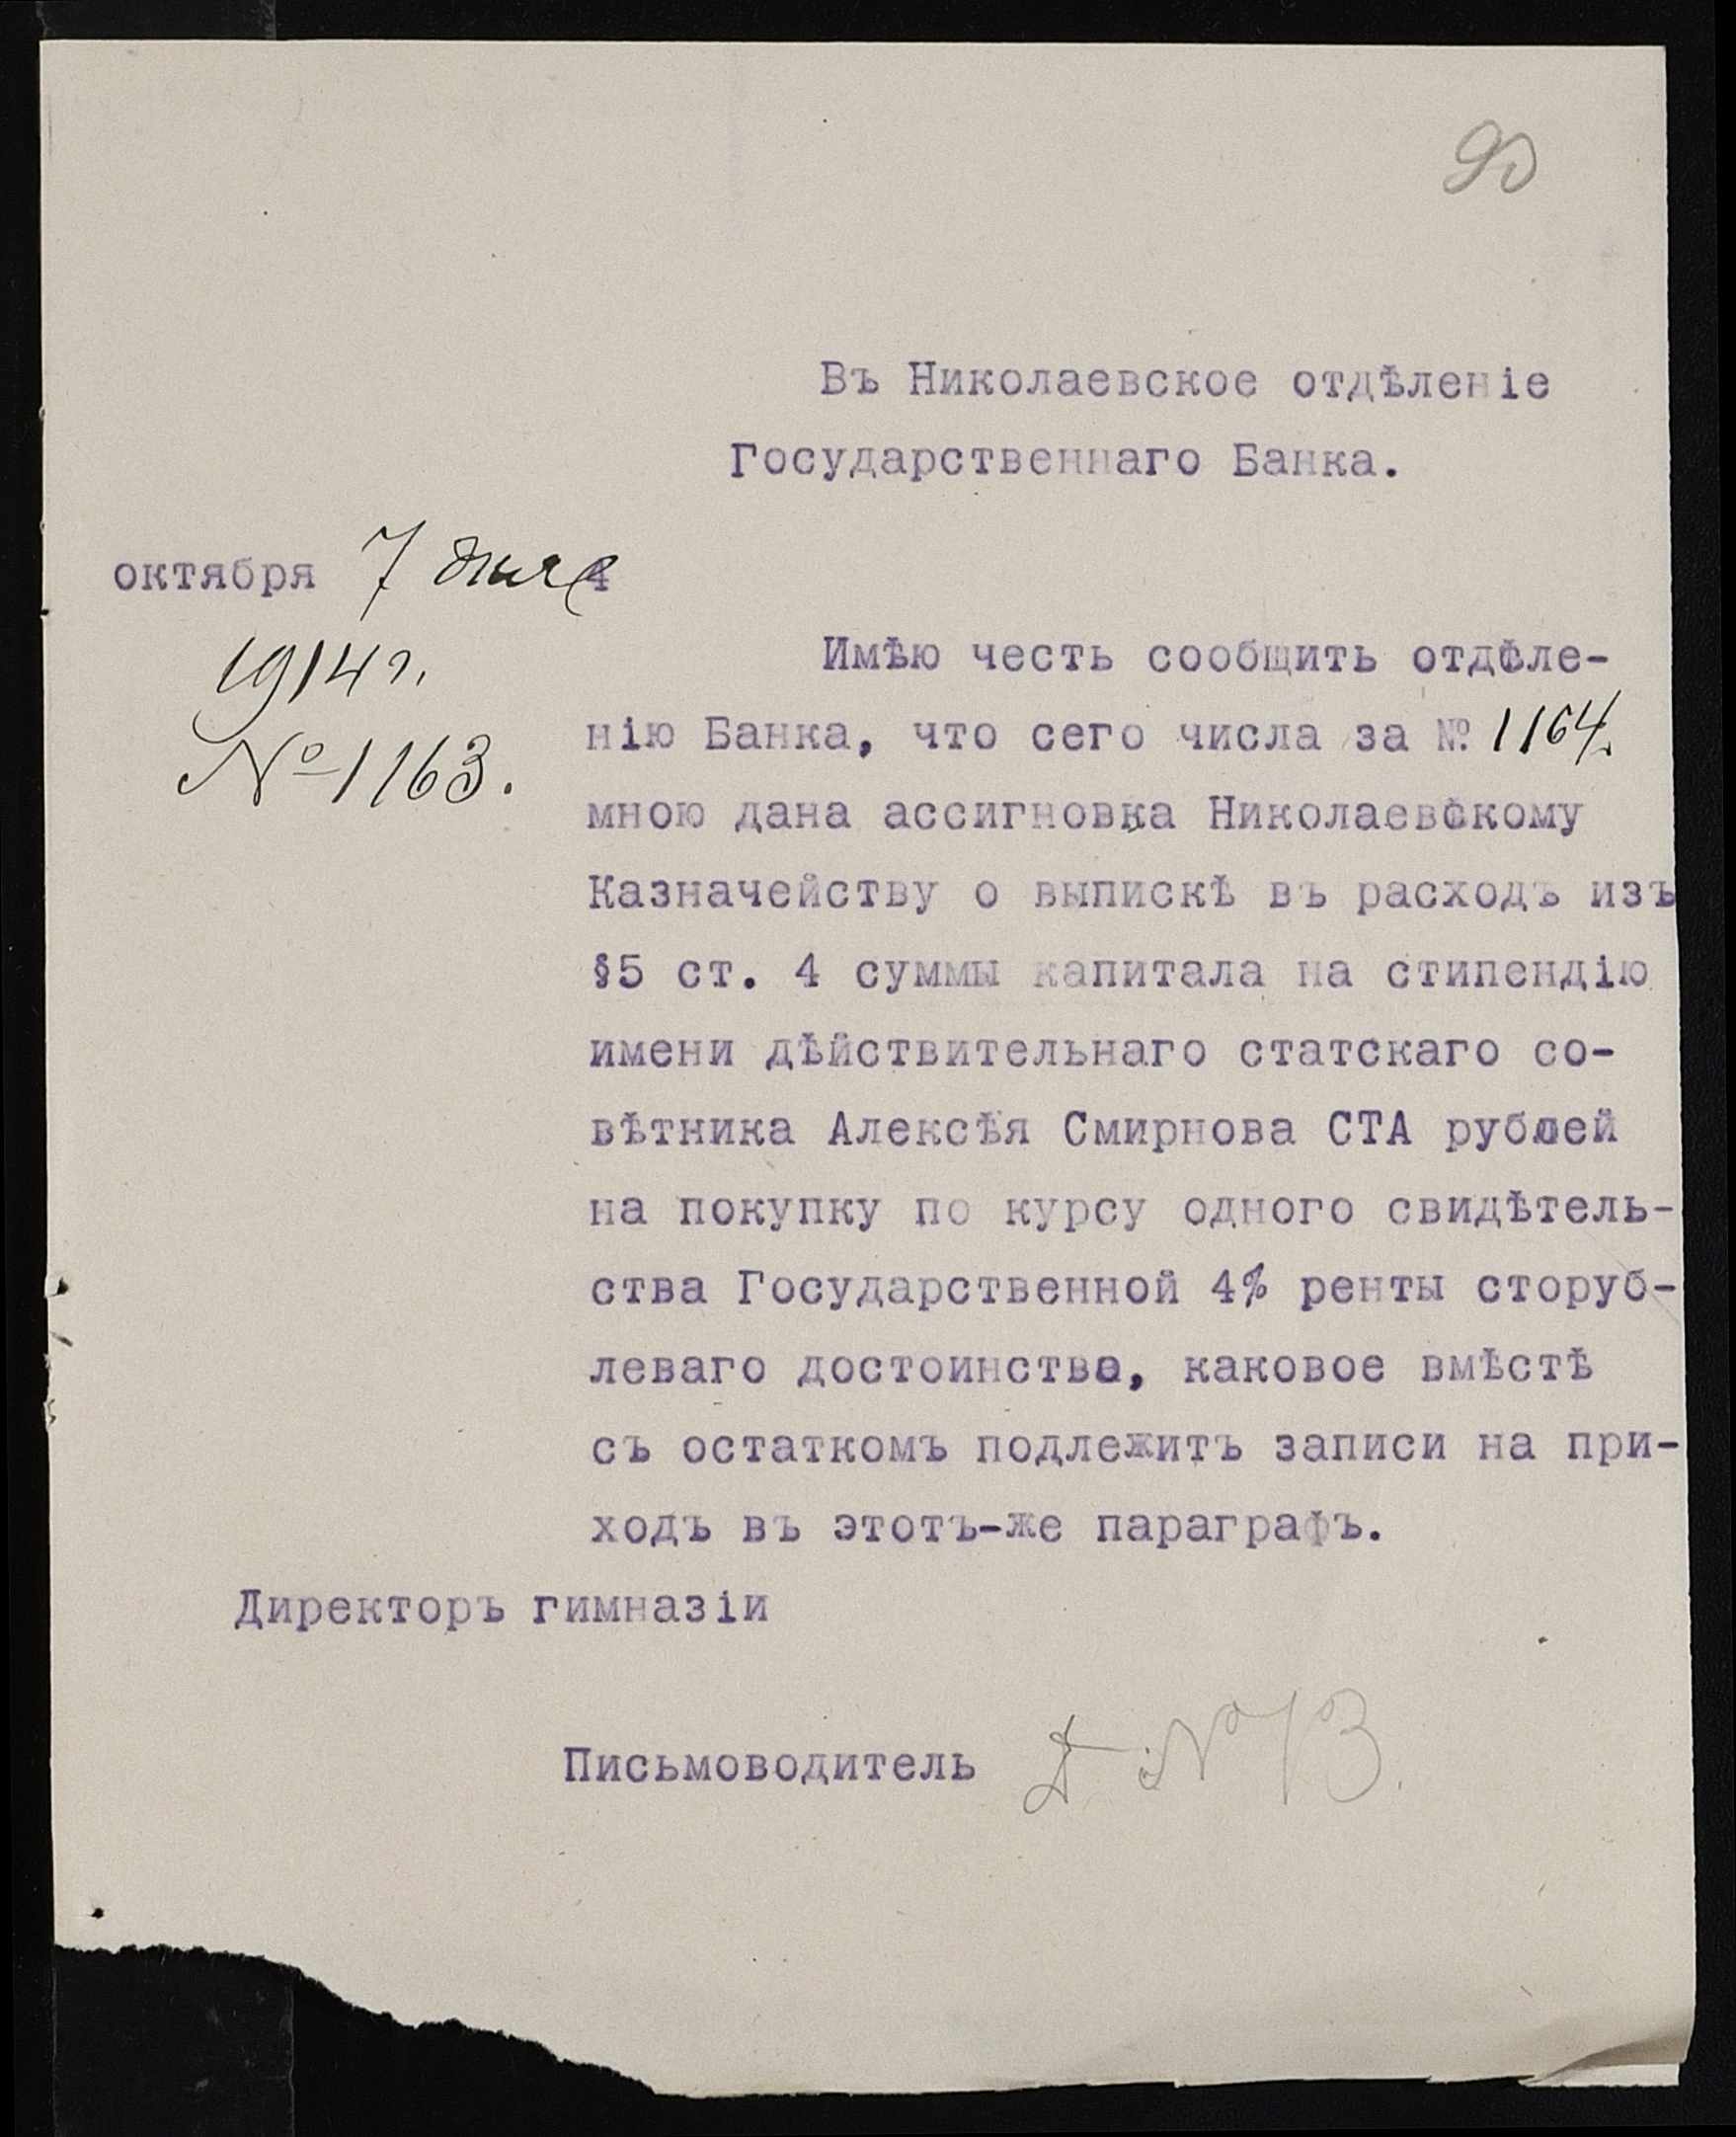 90
Въ Николаевское отдѣленіе
Государственнаго Банка.
октября 7 дня
1914 г.
№ 1163.
Имѣю честь сообщить отдѣле-
нію Банка, что сего числа за № 1164
мною дана ассигновка Николаевскому
Казначейству о выпискѣ въ расходъ изъ
§5 ст. 4 суммы капитала на стипендію
имени дѣйствительнаго статскаго со-
вѣтника Алексѣя Смирнова СТА рублей
на покупку по курсу одного свидѣтель-
ства Государственной 4% ренты сторуб-
леваго достоинства, каковое вмѣстѣ
съ остаткомъ подлежитъ записи на при-
ходъ въ этотъ-же параграфъ.
Директоръ гимназіи
Письмоводитель
Д. № 13.